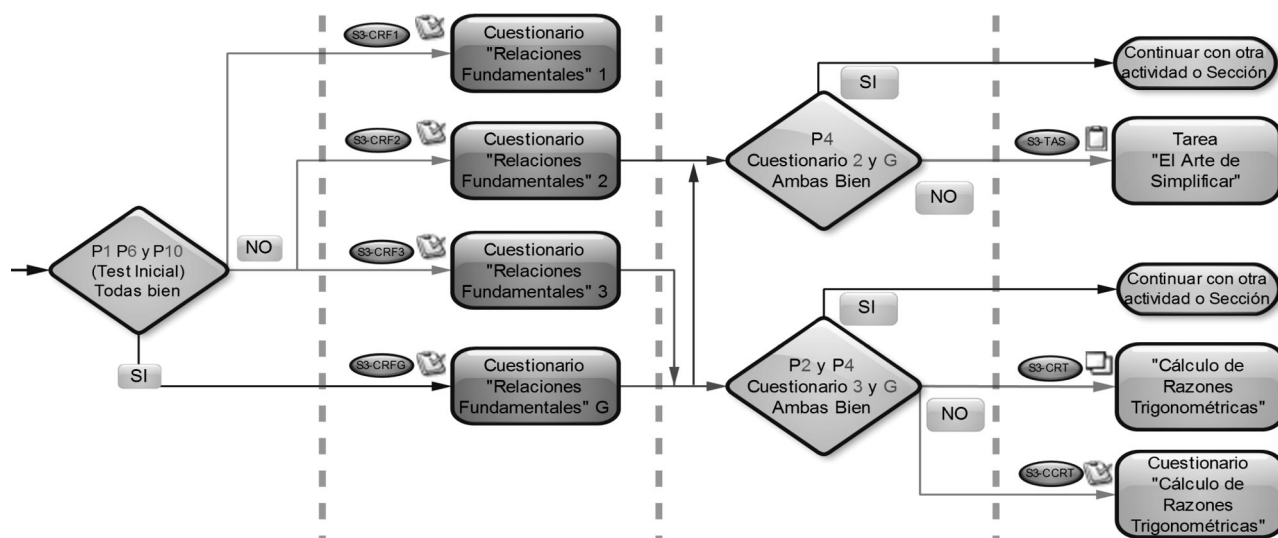 P1 P6 y P10
(Test Inicial)
Todas bien
NO
SI
S3-CRF1
Cuestionario
"Relaciones
Fundamentales" 1
S3-CRF2
Cuestionario
"Relaciones
Fundamentales" 2
S3-CRF3
Cuestionario
"Relaciones
Fundamentales" 3
S3-CRFG
Cuestionario
"Relaciones
Fundamentales" G
P4
Cuestionario 2 y G
Ambas Bien
SI
NO
P2 y P4
Cuestionario 3 y G
Ambas Bien
SI
NO
Continuar con otra
actividad o Sección
S3-TAS
Tarea
"El Arte de
Simplificar"
Continuar con otra
actividad o Sección
S3-CRT
"Cálculo de
Razones
Trigonométricas"
S3-CCRT
Cuestionario
"Cálculo de
Razones
Trigonométricas"